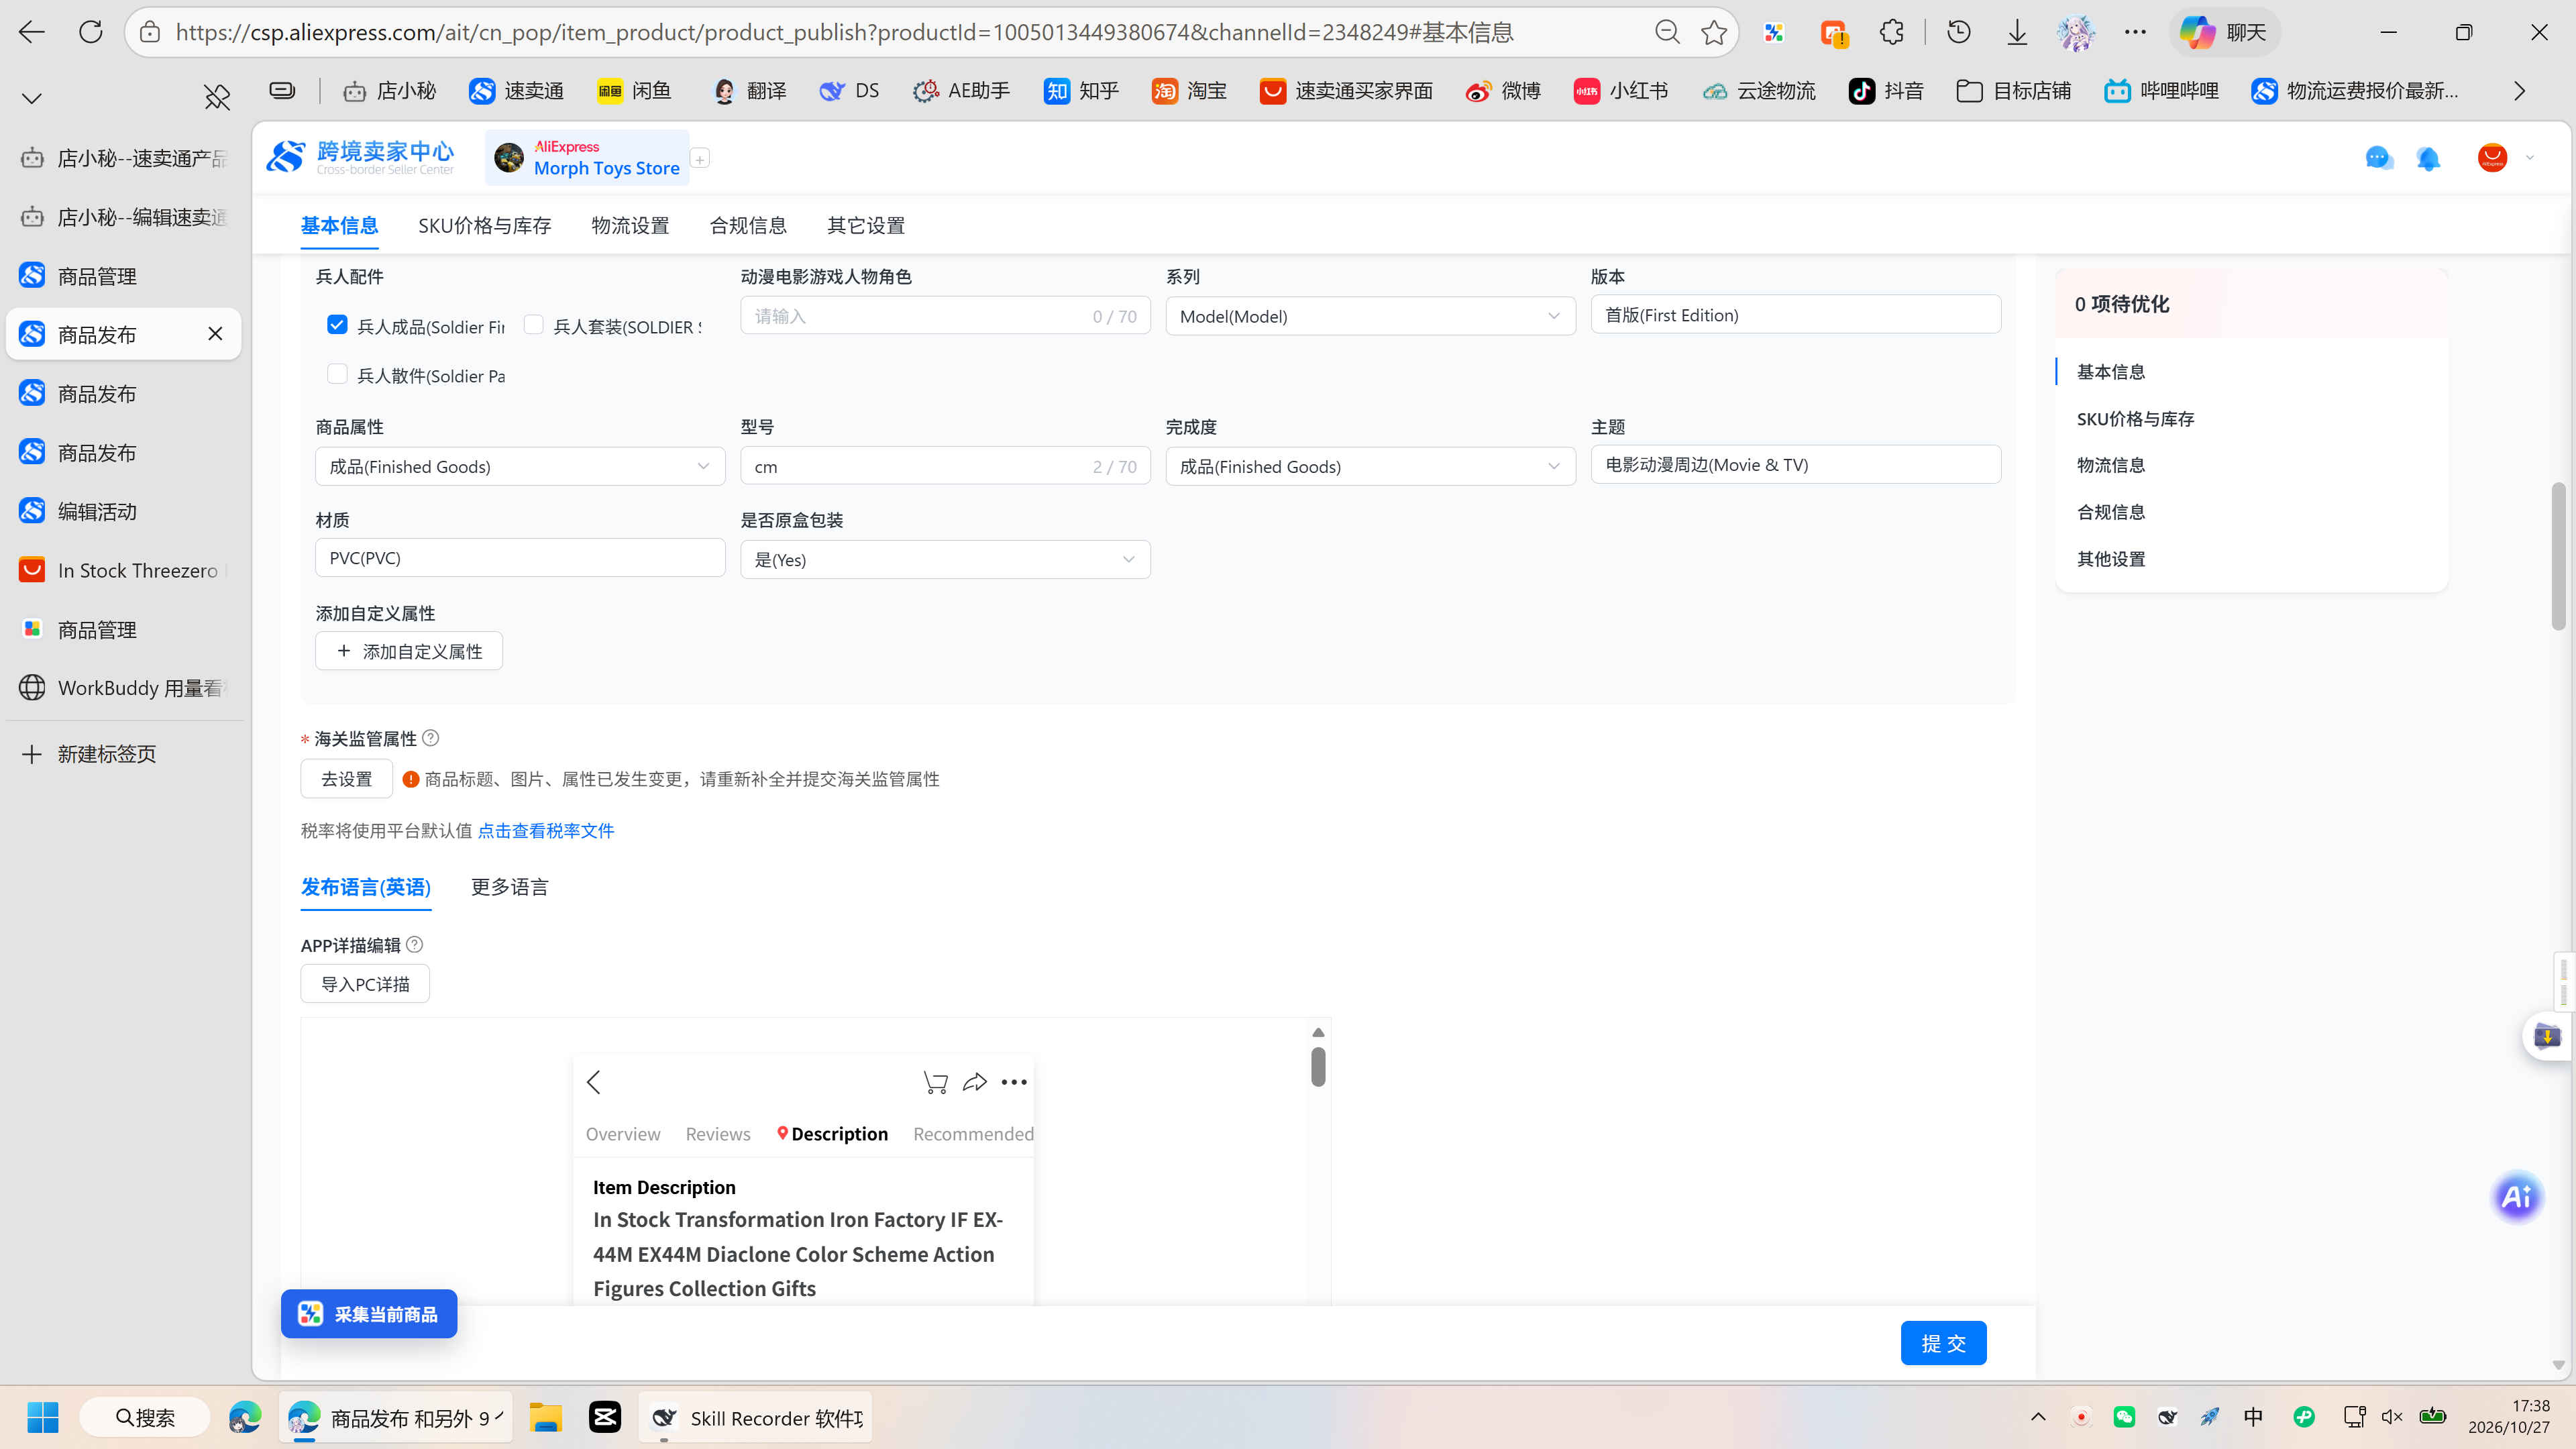 https://csp.aliexpress.com/ait/cn_pop/item_product/product_publish?productId=1005013449380674&channelId=2348249#基本信息
聊天
店小秘
速卖通
闲鱼
翻译
DS
AE助手
知乎
淘宝
速卖通买家界面
微博
小红书
云途物流
抖音
目标店铺
哔哩哔哩
物流运费报价最新...
店小秘--速卖通产品
店小秘--编辑速卖通
商品管理
商品发布
商品发布
商品发布
编辑活动
In Stock Threezero
商品管理
WorkBuddy 用量看
新建标签页
跨境卖家中心
Cross-border Seller Center
AliExpress
Morph Toys Store
基本信息
SKU价格与库存
物流设置
合规信息
其它设置
兵人配件
动漫电影游戏人物角色
系列
版本
兵人成品(Soldier Fir
兵人套装(SOLDIER S
请输入
0 / 70
Model(Model)
首版(First Edition)
兵人散件(Soldier Pa
商品属性
型号
完成度
主题
成品(Finished Goods)
cm
2 / 70
成品(Finished Goods)
电影动漫周边(Movie & TV)
材质
是否原盒包装
PVC(PVC)
是(Yes)
添加自定义属性
+ 添加自定义属性
* 海关监管属性
去设置
商品标题、图片、属性已发生变更，请重新补全并提交海关监管属性
税率将使用平台默认值 点击查看税率文件
发布语言(英语)
更多语言
APP详描编辑
导入PC详描
Overview
Reviews
Description
Recommended
Item Description
In Stock Transformation Iron Factory IF EX-
44M EX44M Diaclone Color Scheme Action
Figures Collection Gifts
采集当前商品
提 交
0 项待优化
基本信息
SKU价格与库存
物流信息
合规信息
其他设置
Ai
搜索
商品发布 和另外 9 个
Skill Recorder 软件项
中
17:38
2026/10/27